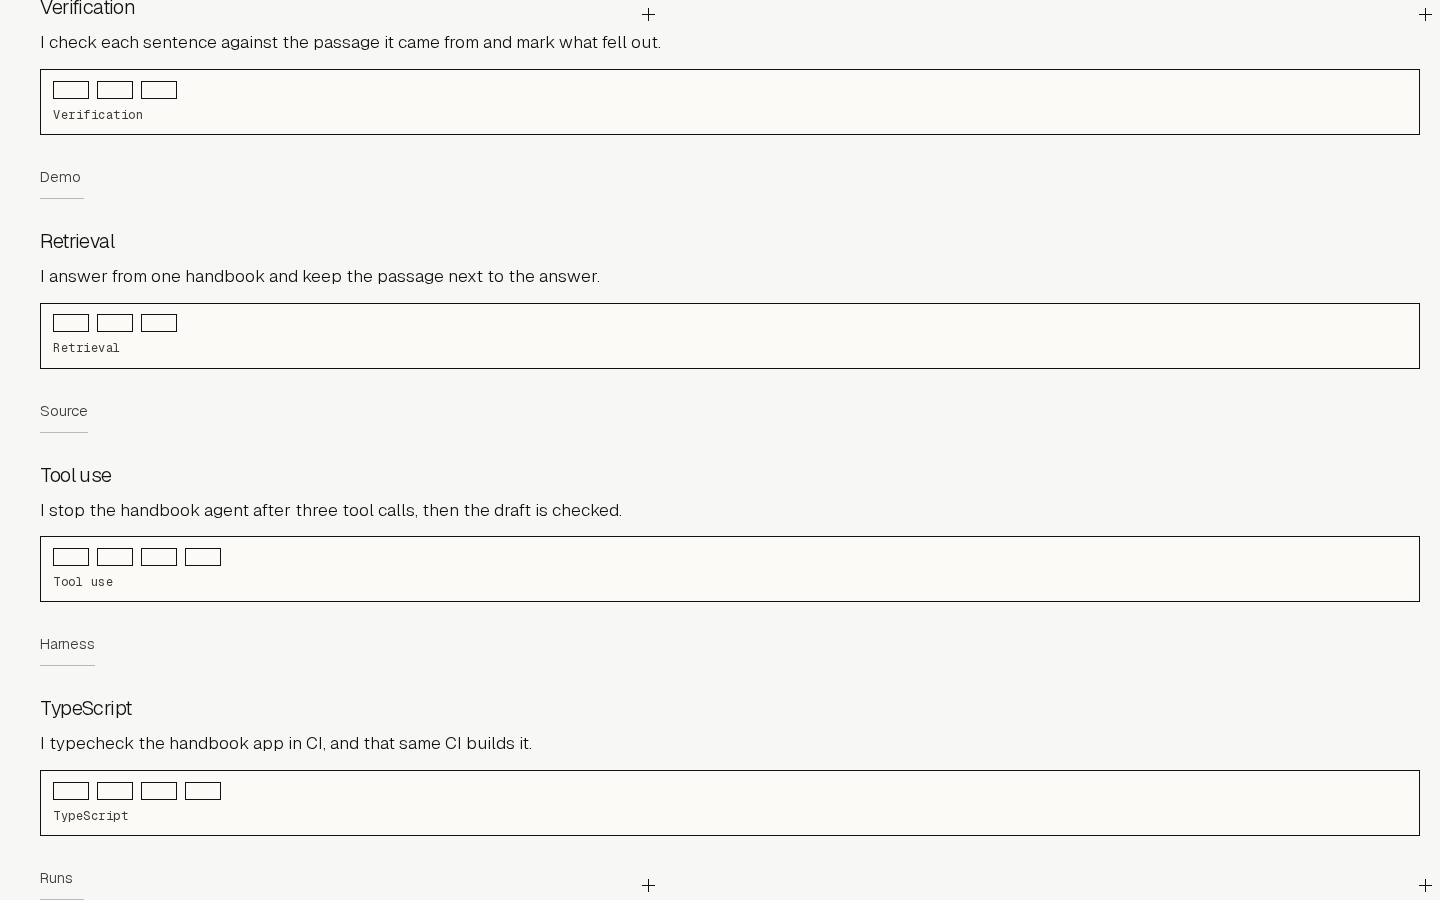 Verification
I check each sentence against the passage it came from and mark what fell out.
Verification
Demo
Retrieval
I answer from one handbook and keep the passage next to the answer.
Retrieval
Source
Tool use
I stop the handbook agent after three tool calls, then the draft is checked.
Tool use
Harness
TypeScript
I typecheck the handbook app in CI, and that same CI builds it.
TypeScript
Runs